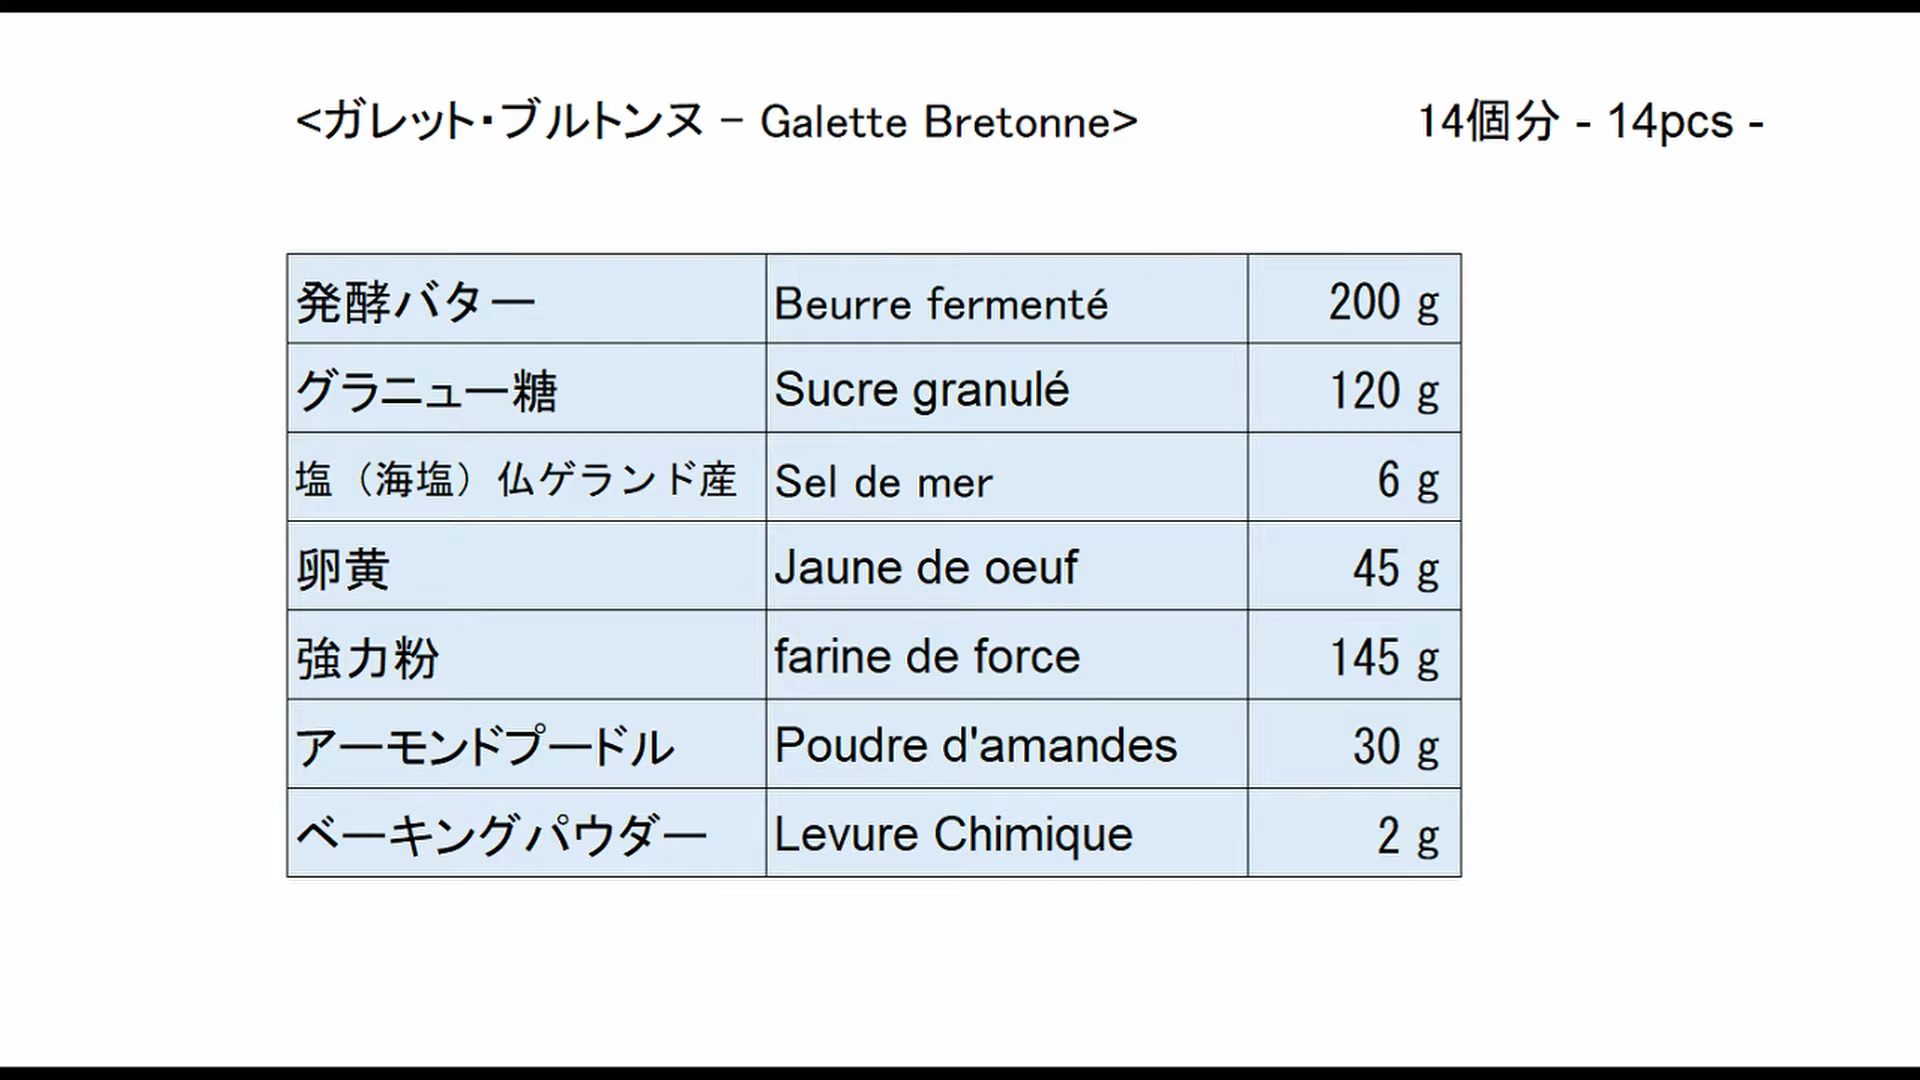 <ガレット・ブルトンヌ – Galette Bretonne> 14個分 - 14pcs -
発酵バター Beurre fermenté 200 g
グラニュー糖 Sucre granulé 120 g
塩（海塩）仏ゲランド産 Sel de mer 6 g
卵黄 Jaune de oeuf 45 g
強力粉 farine de force 145 g
アーモンドプードル Poudre d'amandes 30 g
ベーキングパウダー Levure Chimique 2 g